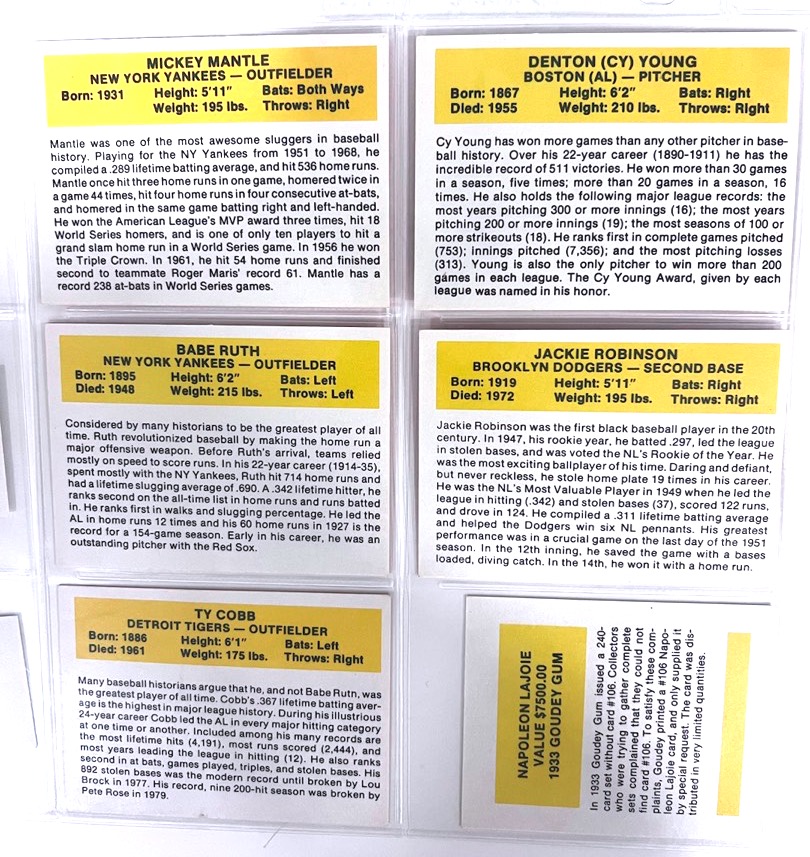 MICKEY MANTLE
NEW YORK YANKEES — OUTFIELDER
Born: 1931 Height: 5'11" Bats: Both Ways
Weight: 195 lbs. Throws: Right
Mantle was one of the most awesome sluggers in baseball
history. Playing for the NY Yankees from 1951 to 1968, he
compiled a .289 lifetime batting average, and hit 536 home runs.
Mantle once hit three home runs in one game, homered twice in
a game 44 times, hit four home runs in four consecutive at-bats,
and homered in the same game batting right and left-handed.
He won the American League's MVP award three times, hit 18
World Series homers, and is one of only ten players to hit a
grand slam home run in a World Series game. In 1956 he won
the Triple Crown. In 1961, he hit 54 home runs and finished
second to teammate Roger Maris' record 61. Mantle has a
record 238 at-bats in World Series games.
DENTON (CY) YOUNG
BOSTON (AL) — PITCHER
Born: 1867 Height: 6'2" Bats: Right
Died: 1955 Weight: 210 lbs. Throws: Right
Cy Young has won more games than any other pitcher in base-
ball history. Over his 22-year career (1890-1911) he has the
incredible record of 511 victories. He won more than 30 games
in a season, five times; more than 20 games in a season, 16
times. He also holds the following major league records: the
most years pitching 300 or more innings (16); the most years
pitching 200 or more innings (19); the most seasons of 100 or
more strikeouts (18). He ranks first in complete games pitched
(753); innings pitched (7,356); and the most pitching losses
(313). Young is also the only pitcher to win more than 200
games in each league. The Cy Young Award, given by each
league was named in his honor.
BABE RUTH
NEW YORK YANKEES — OUTFIELDER
Born: 1895 Height: 6'2" Bats: Left
Died: 1948 Weight: 215 lbs. Throws: Left
Considered by many historians to be the greatest player of all
time. Ruth revolutionized baseball by making the home run a
major offensive weapon. Before Ruth's arrival, teams relied
mostly on speed to score runs. In his 22-year career (1914-35),
spent mostly with the NY Yankees, Ruth hit 714 home runs and
had a lifetime slugging average of .690. A .342 lifetime hitter, he
ranks second on the all-time list in home runs and runs batted
in. He ranks first in walks and slugging percentage. He led the
AL in home runs 12 times and his 60 home runs in 1927 is the
record for a 154-game season. Early in his career, he was an
outstanding pitcher with the Red Sox.
JACKIE ROBINSON
BROOKLYN DODGERS — SECOND BASE
Born: 1919 Height: 5'11" Bats: Right
Died: 1972 Weight: 195 lbs. Throws: Right
Jackie Robinson was the first black baseball player in the 20th
century. In 1947, his rookie year, he batted .297, led the league
in stolen bases, and was voted the NL's Rookie of the Year. He
was the most exciting ballplayer of his time. Daring and defiant,
but never reckless, he stole home plate 19 times in his career.
He was the NL's Most Valuable Player in 1949 when he led the
league in hitting (.342) and stolen bases (37), scored 122 runs,
and drove in 124. He compiled a .311 lifetime batting average
and helped the Dodgers win six NL pennants. His greatest
performance was in a crucial game on the last day of the 1951
season. In the 12th inning, he saved the game with a bases
loaded, diving catch. In the 14th, he won it with a home run.
TY COBB
DETROIT TIGERS — OUTFIELDER
Born: 1886 Height: 6'1" Bats: Left
Died: 1961 Weight: 175 lbs. Throws: Right
Many baseball historians argue that he, and not Babe Ruth, was
the greatest player of all time. Cobb's .367 lifetime batting aver-
age is the highest in major league history. During his illustrious
24-year career Cobb led the AL in every major hitting category
at one time or another. Included among his many records are
the most lifetime hits (4,191), most runs scored (2,444), and
most years leading the league in hitting (12). He also ranks
second in at bats, games played, triples, and stolen bases. His
892 stolen bases was the modern record until broken by Lou
Brock in 1977. His record, nine 200-hit season was broken by
Pete Rose in 1979.
NAPOLEON LAJOIE
VALUE $7500.00
1933 GOUDEY GUM
In 1933 Goudey Gum issued a 240-
card set without card #106. Collectors
who were trying to gather complete
sets complained that they could not
find card #106. To satisfy these com-
plaints, Goudey printed a #106 Napo-
leon Lajoie card, and only supplied it
by special request. The card was dis-
tributed in very limited quantities.